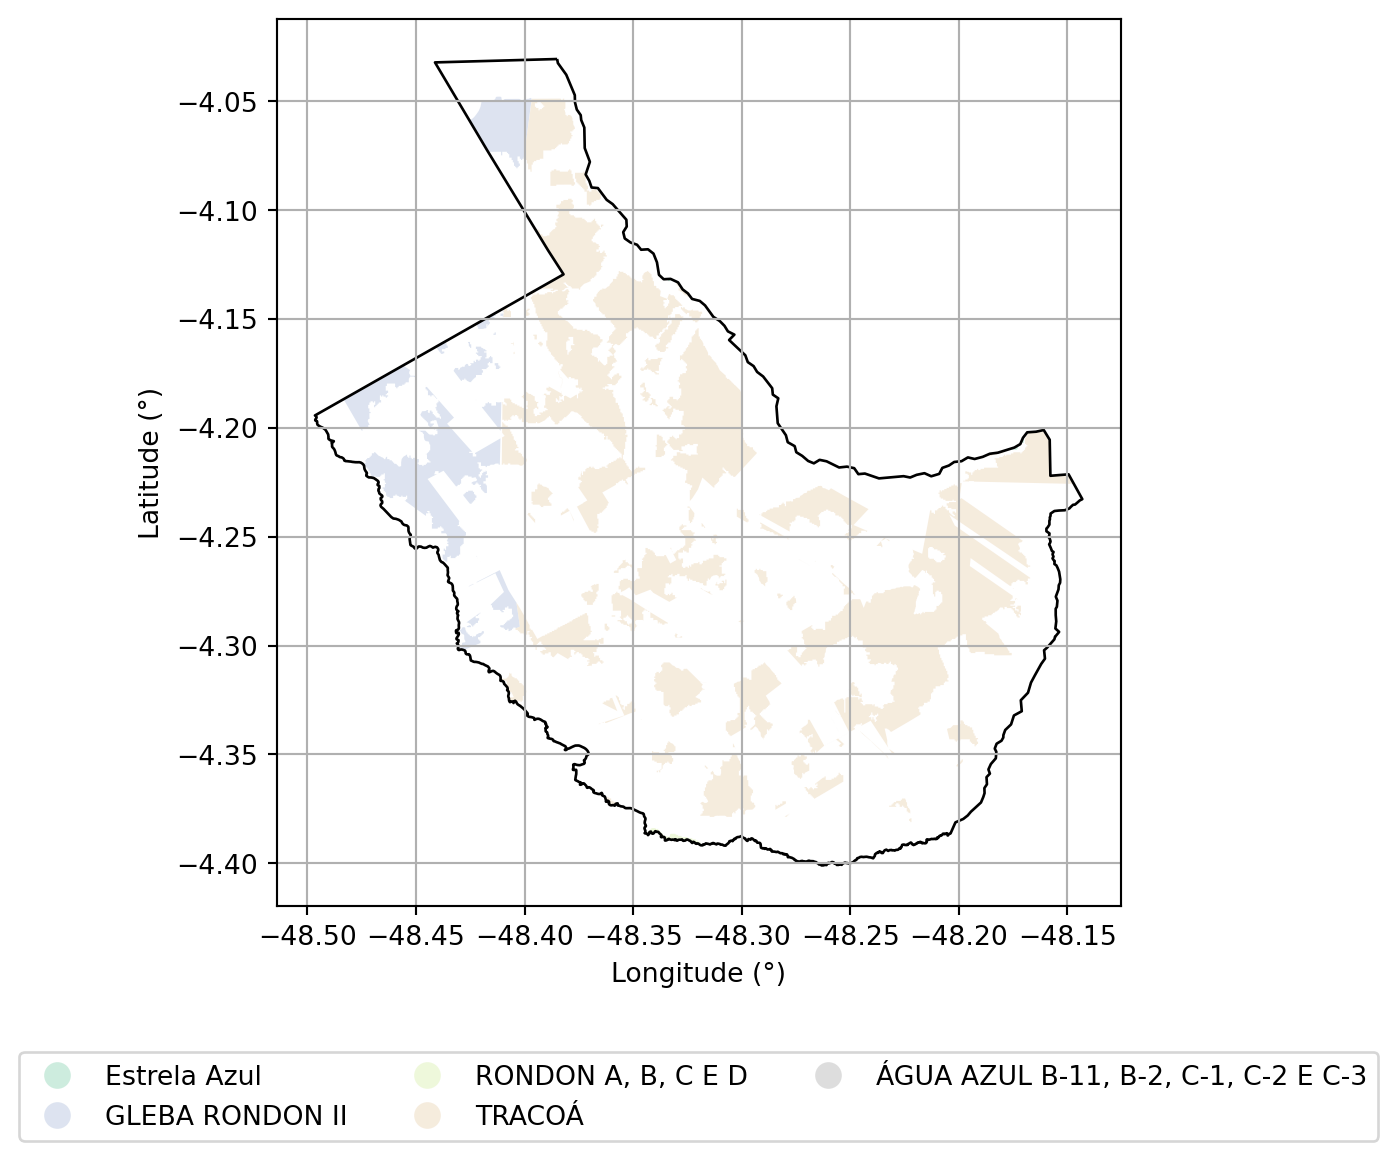 −4.05
−4.10
−4.15
−4.20
−4.25
−4.30
−4.35
−4.40
Latitude (°)
−48.50 −48.45 −48.40 −48.35 −48.30 −48.25 −48.20 −48.15
Longitude (°)
Estrela Azul
GLEBA RONDON II
RONDON A, B, C E D
TRACOÁ
ÁGUA AZUL B-11, B-2, C-1, C-2 E C-3